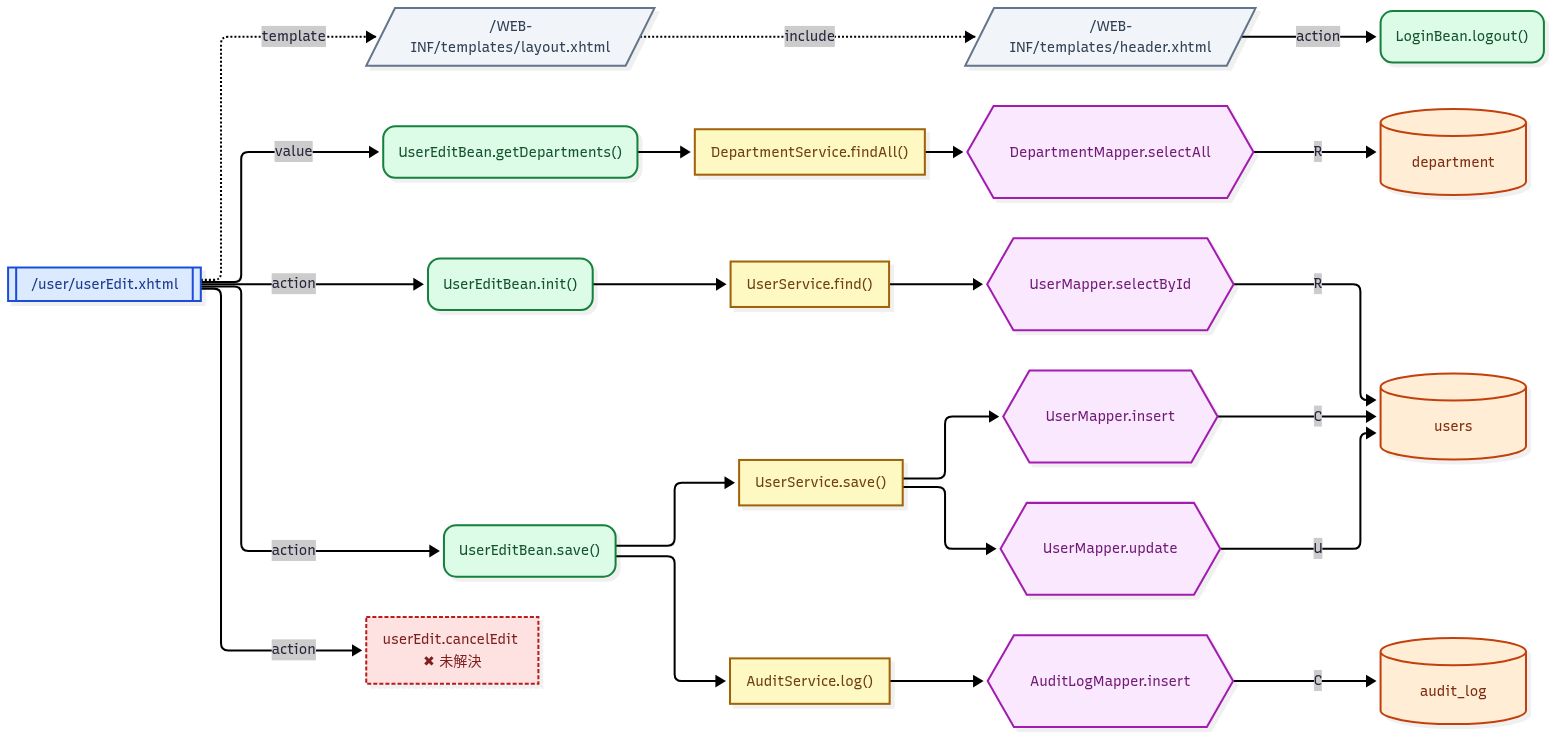 template
/WEB-
INF/templates/layout.xhtml
include
/WEB-
INF/templates/header.xhtml
action
LoginBean.logout()
value
UserEditBean.getDepartments()
DepartmentService.findAll()
DepartmentMapper.selectAll
R
department
/user/userEdit.xhtml
action
UserEditBean.init()
UserService.find()
UserMapper.selectById
R
UserMapper.insert
C
users
UserService.save()
action
UserEditBean.save()
UserMapper.update
U
action
userEdit.cancelEdit
✖ 未解決
AuditService.log()
AuditLogMapper.insert
C
audit_log